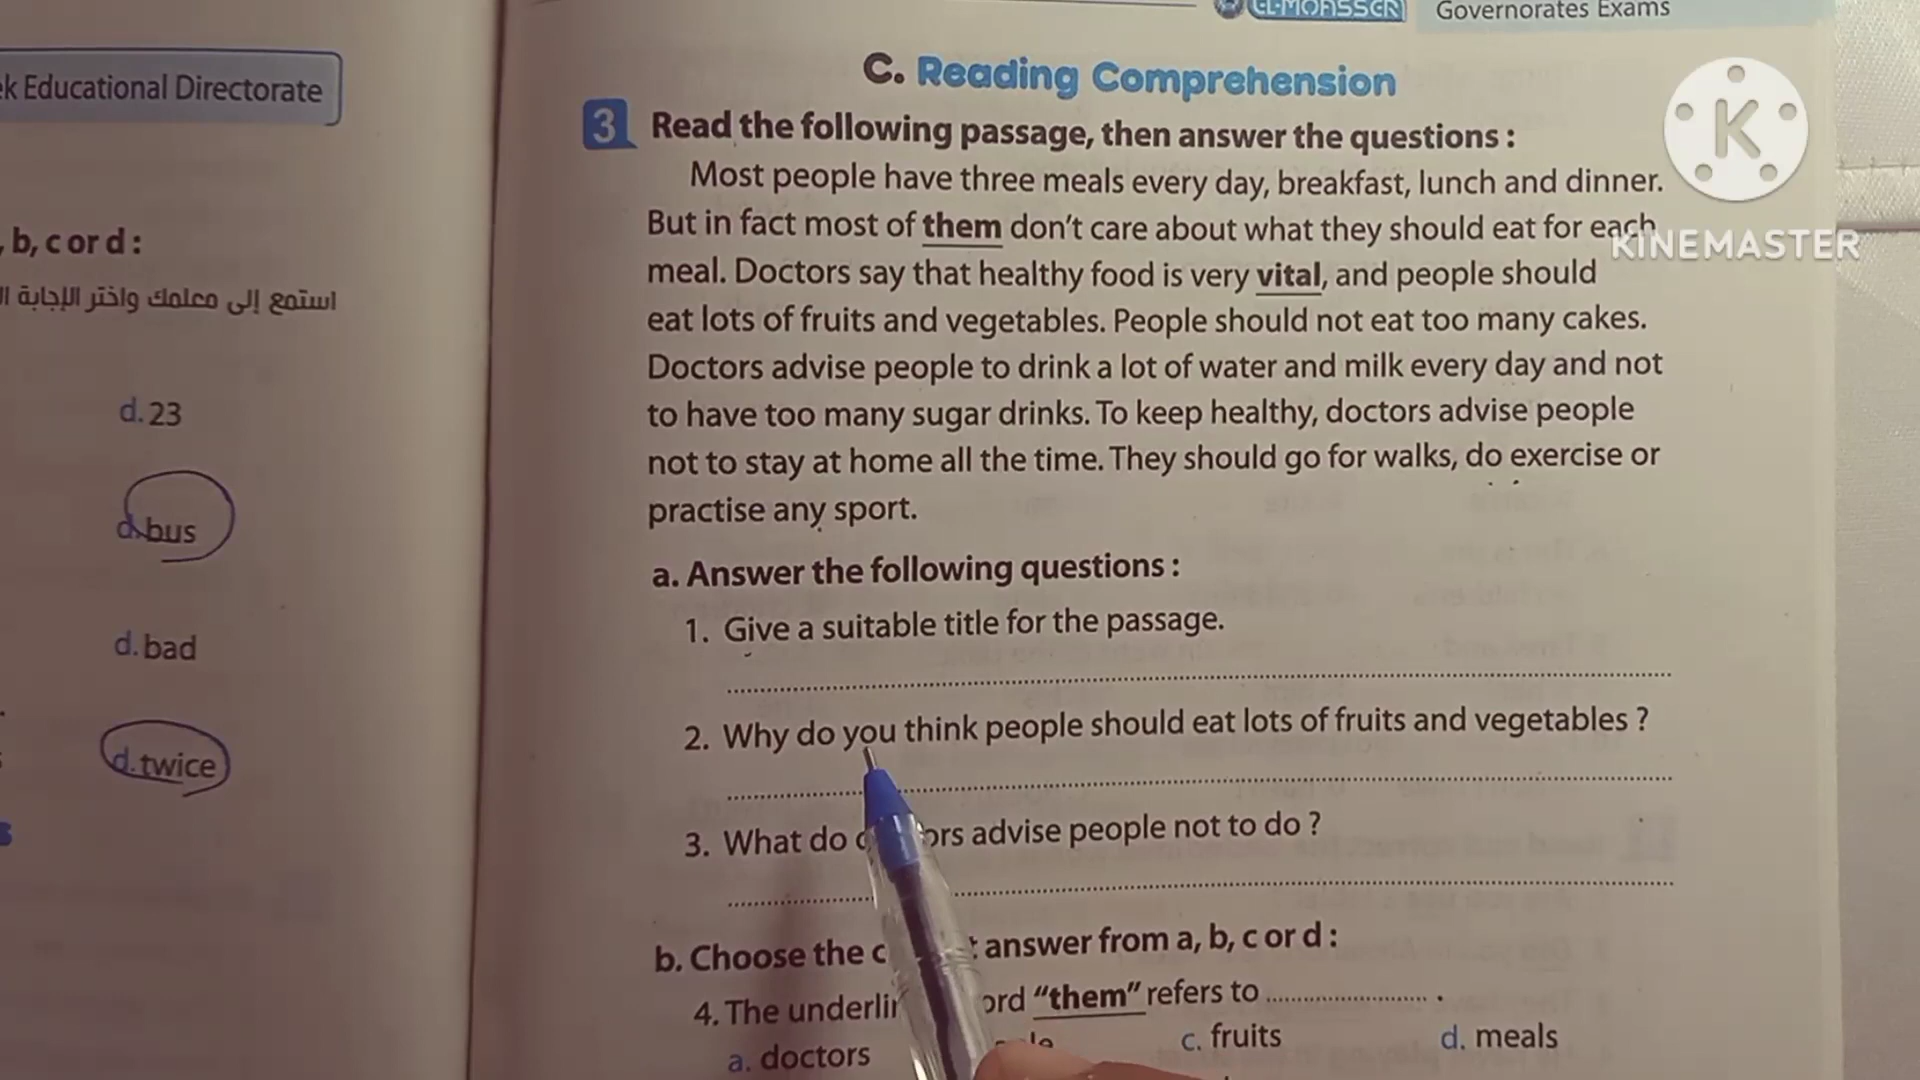 EL-MOASSER
Governorates Exams
Educational Directorate
b, c or d :
استمع إلى معلمك واختر الإجابة
d. 23
d. bus
d. bad
d. twice
C. Reading Comprehension
3 Read the following passage, then answer the questions :
Most people have three meals every day, breakfast, lunch and dinner.
But in fact most of them don't care about what they should eat for each
meal. Doctors say that healthy food is very vital, and people should
eat lots of fruits and vegetables. People should not eat too many cakes.
Doctors advise people to drink a lot of water and milk every day and not
to have too many sugar drinks. To keep healthy, doctors advise people
not to stay at home all the time. They should go for walks, do exercise or
practise any sport.
a. Answer the following questions :
1. Give a suitable title for the passage.
2. Why do you think people should eat lots of fruits and vegetables ?
3. What do advise people not to do ?
b. Choose the answer from a, b, c or d :
4. The "them" refers to .
a. doctors
c. fruits
d. meals
K
KINEMASTER